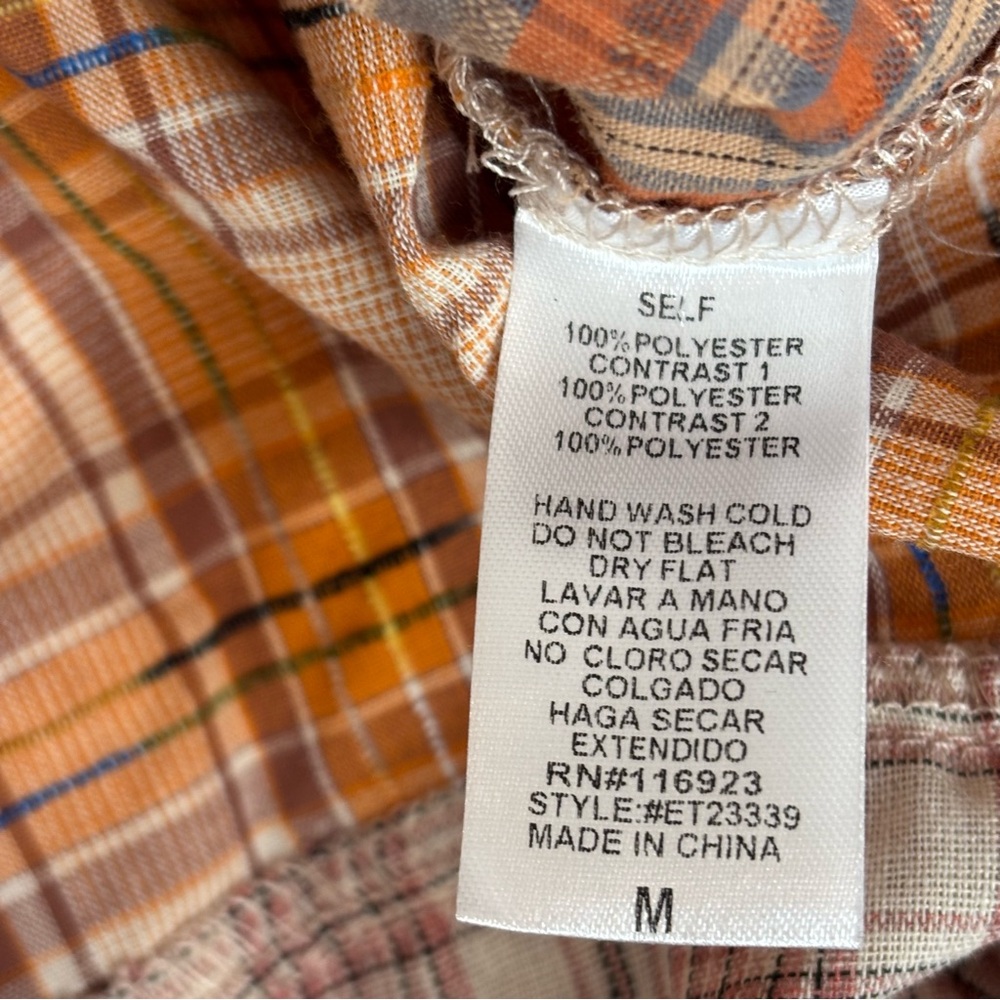 SELF
100% POLYESTER
CONTRAST 1
100% POLYESTER
CONTRAST 2
100% POLYESTER
HAND WASH COLD
DO NOT BLEACH
DRY FLAT
LAVAR A MANO
CON AGUA FRIA
NO CLORO SECAR
COLGADO
HAGA SECAR
EXTENDIDO
RN#116923
STYLE:#ET23339
MADE IN CHINA
M